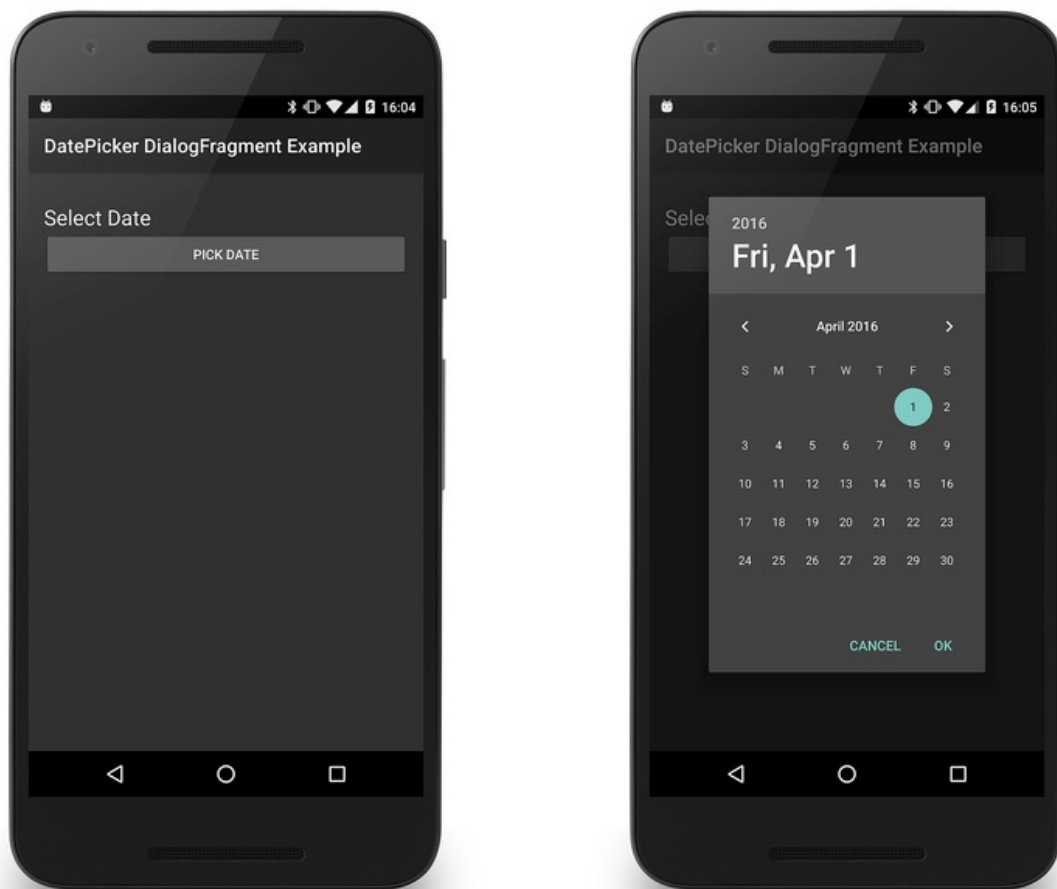 16:04
DatePicker DialogFragment Example
Select Date
PICK DATE
16:05
DatePicker DialogFragment Example
2016
Fri, Apr 1
April 2016
S M T W T F S
1 2
3 4 5 6 7 8 9
10 11 12 13 14 15 16
17 18 19 20 21 22 23
24 25 26 27 28 29 30
CANCEL OK